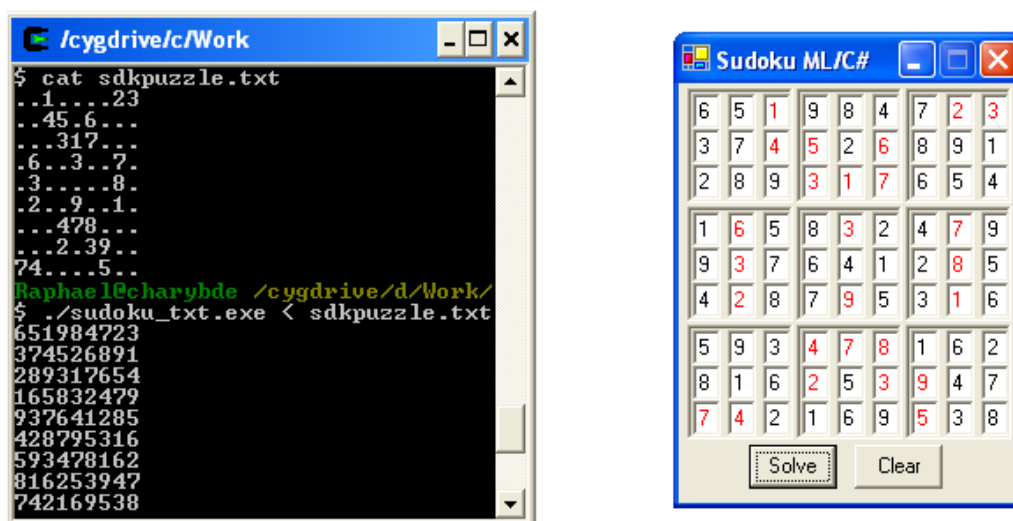 /cygdrive/c/Work
$ cat sdkpuzzle.txt
..1....23
..45.6...
...317...
.6..3..7.
.3.....8.
.2..9..1.
...478...
...2.39..
74....5..
Raphael@charybde /cygdrive/d/Work/
$ ./sudoku_txt.exe < sdkpuzzle.txt
651984723
374526891
289317654
165832479
937641285
428795316
593478162
816253947
742169538
Sudoku ML/C#
6 5 1 9 8 4 7 2 3
3 7 4 5 2 6 8 9 1
2 8 9 3 1 7 6 5 4
1 6 5 8 3 2 4 7 9
9 3 7 6 4 1 2 8 5
4 2 8 7 9 5 3 1 6
5 9 3 4 7 8 1 6 2
8 1 6 2 5 3 9 4 7
7 4 2 1 6 9 5 3 8
Solve Clear